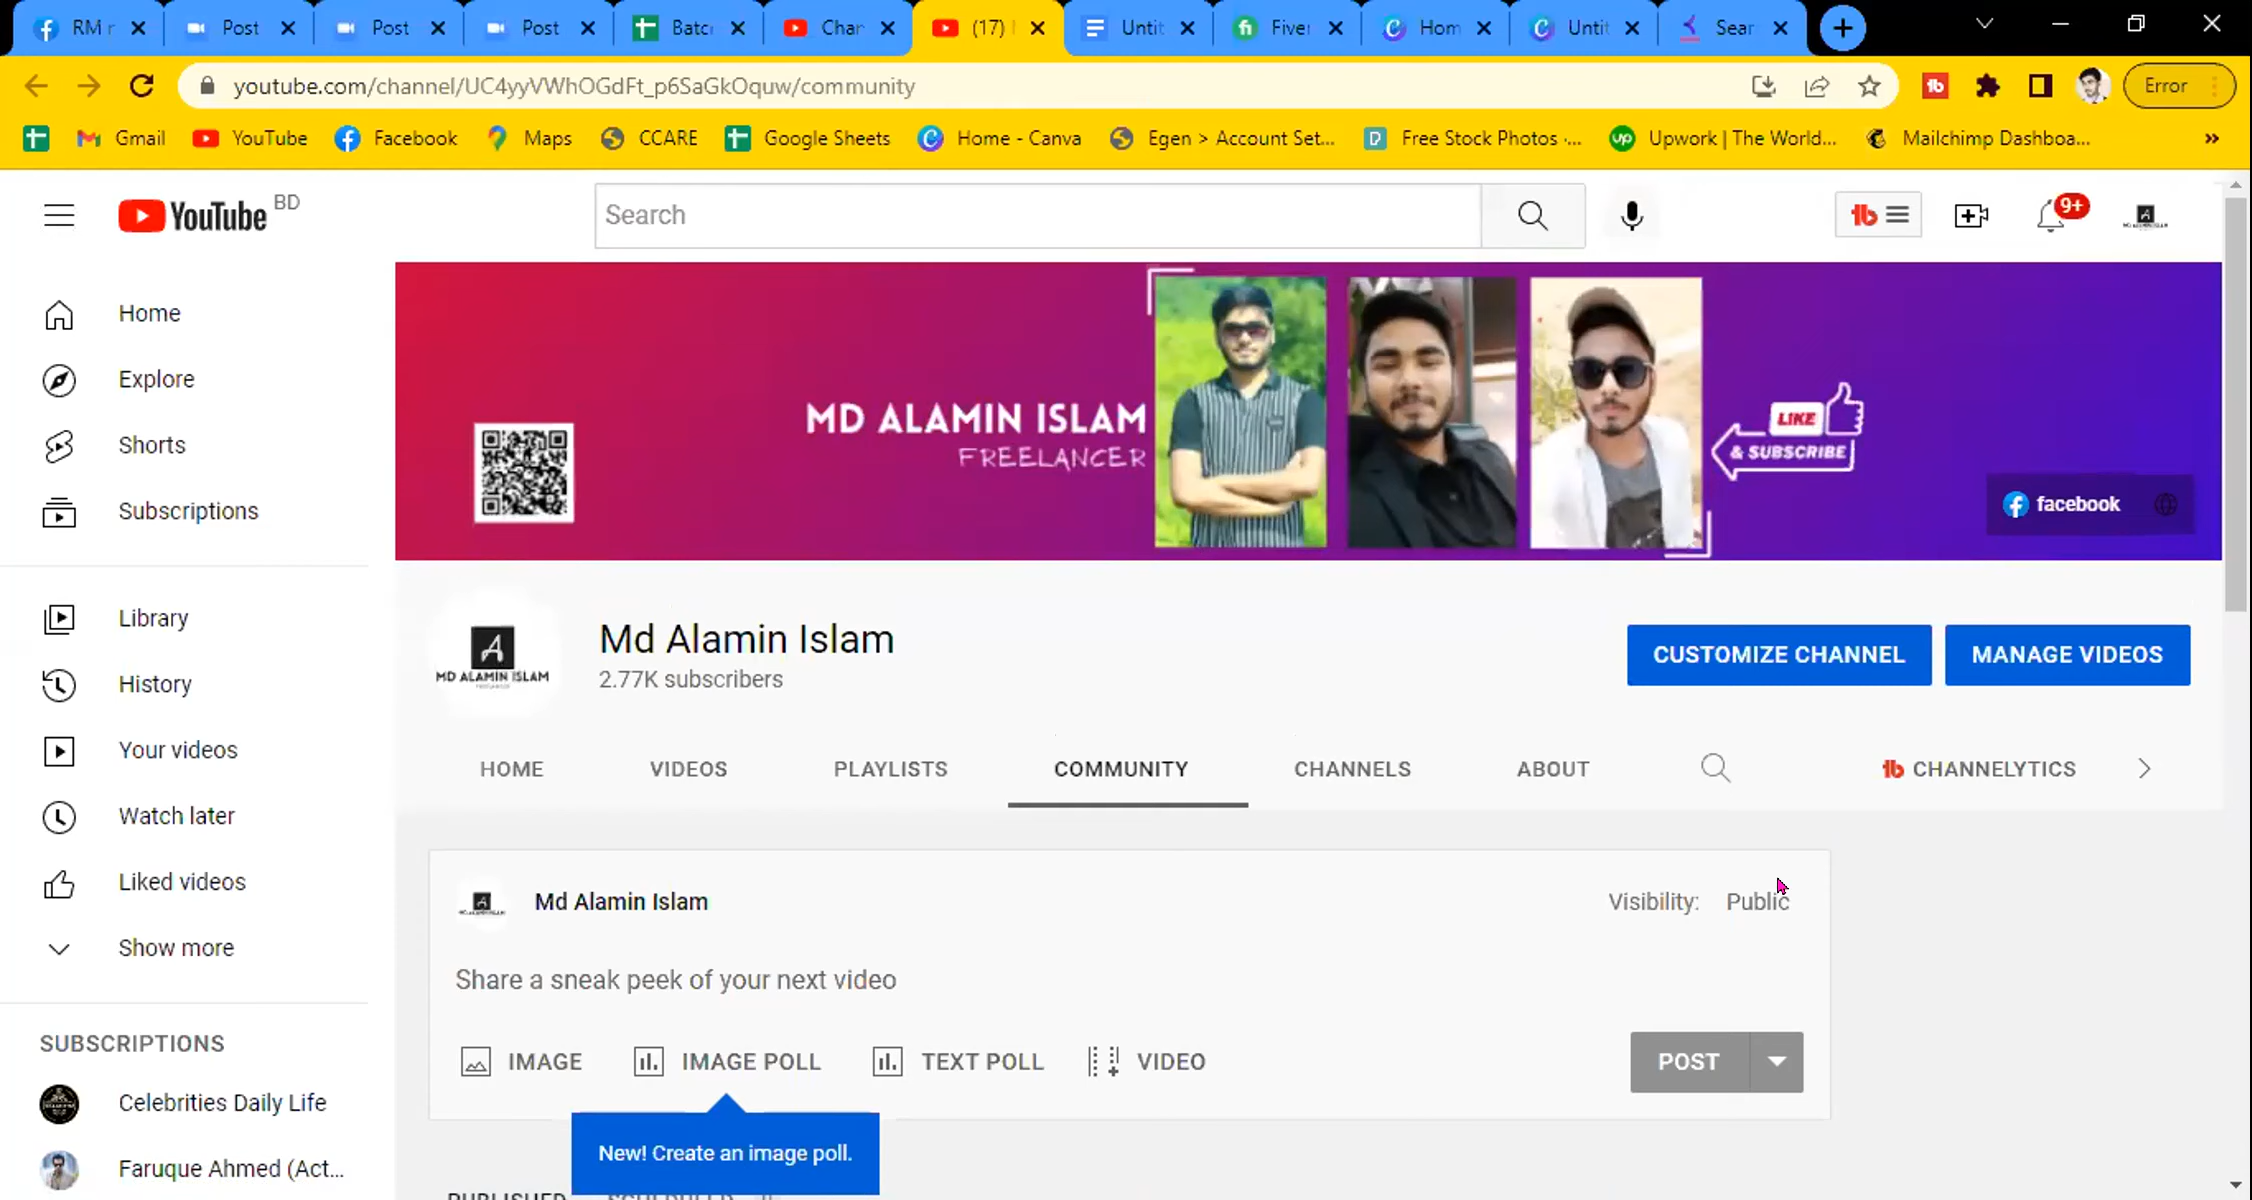 RM r
Post
Post
Post
Batc
Char
(17)
Untit
Fiver
Hom
Untit
Sear
youtube.com/channel/UC4yyVWhOGdFt_p6SaGkOquw/community
Error
Gmail
YouTube
Facebook
Maps
CCARE
Google Sheets
Home - Canva
Egen > Account Set...
Free Stock Photos ·...
Upwork | The World...
Mailchimp Dashboa...
YouTube BD
Search
9+
Home
Explore
Shorts
Subscriptions
Library
History
Your videos
Watch later
Liked videos
Show more
SUBSCRIPTIONS
Celebrities Daily Life
Faruque Ahmed (Act...
MD ALAMIN ISLAM
FREELANCER
LIKE
& SUBSCRIBE
facebook
MD ALAMIN ISLAM
Md Alamin Islam
2.77K subscribers
CUSTOMIZE CHANNEL
MANAGE VIDEOS
HOME
VIDEOS
PLAYLISTS
COMMUNITY
CHANNELS
ABOUT
CHANNELYTICS
Md Alamin Islam
Visibility: Public
Share a sneak peek of your next video
IMAGE
IMAGE POLL
TEXT POLL
VIDEO
POST
New! Create an image poll.
PUBLISHED
SCHEDULED